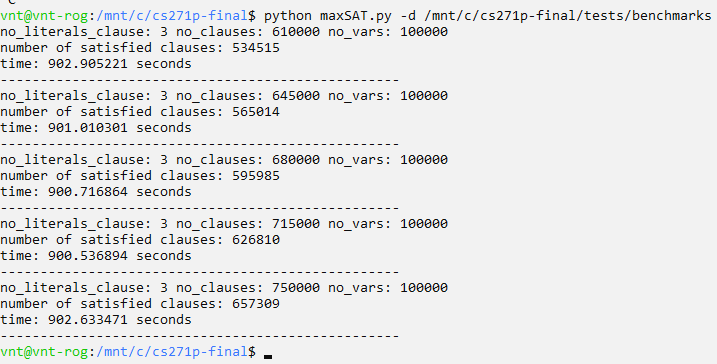 vnt@vnt-rog:/mnt/c/cs271p-final$ python maxSAT.py -d /mnt/c/cs271p-final/tests/benchmarks
no_literals_clause: 3 no_clauses: 610000 no_vars: 100000
number of satisfied clauses: 534515
time: 902.905221 seconds
-------------------------------------------------
no_literals_clause: 3 no_clauses: 645000 no_vars: 100000
number of satisfied clauses: 565014
time: 901.010301 seconds
-------------------------------------------------
no_literals_clause: 3 no_clauses: 680000 no_vars: 100000
number of satisfied clauses: 595985
time: 900.716864 seconds
-------------------------------------------------
no_literals_clause: 3 no_clauses: 715000 no_vars: 100000
number of satisfied clauses: 626810
time: 900.536894 seconds
-------------------------------------------------
no_literals_clause: 3 no_clauses: 750000 no_vars: 100000
number of satisfied clauses: 657309
time: 902.633471 seconds
-------------------------------------------------
vnt@vnt-rog:/mnt/c/cs271p-final$